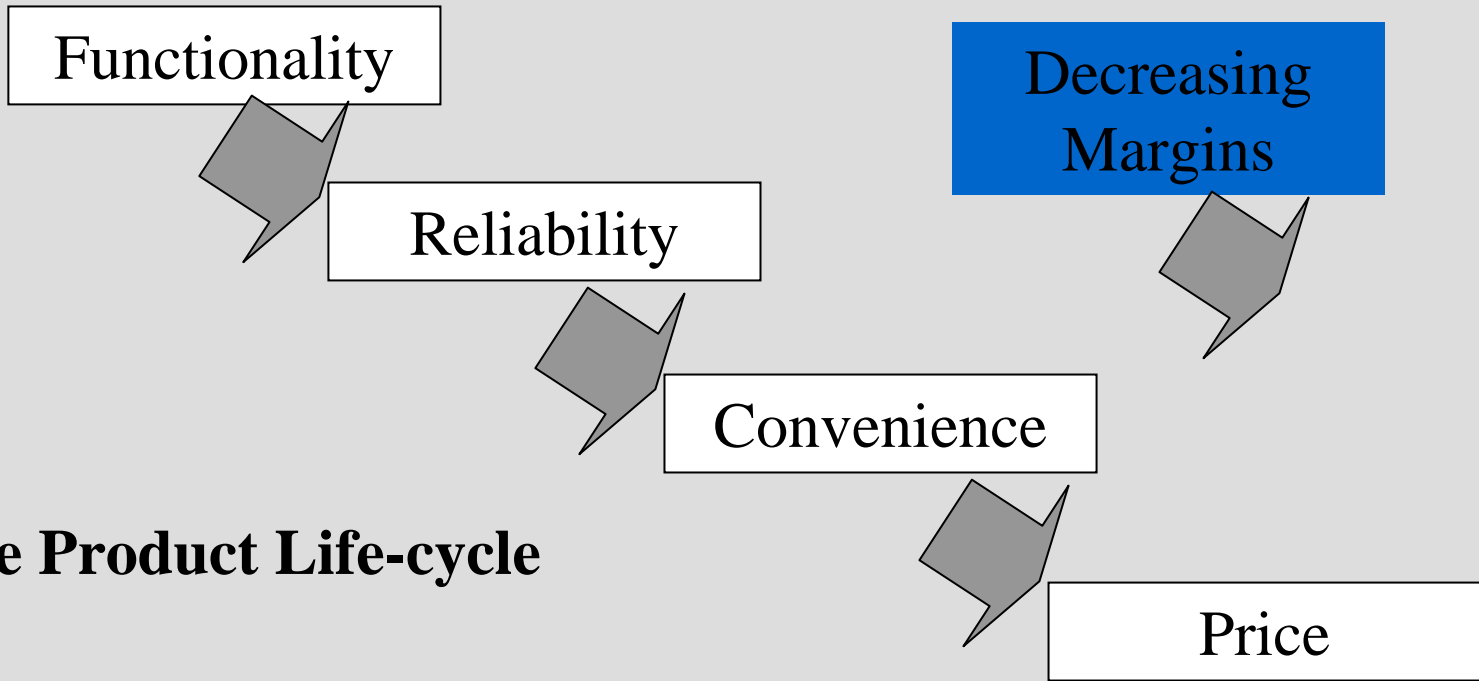 Functionality
Decreasing
Margins
Reliability
Convenience
e Product Life-cycle
Price